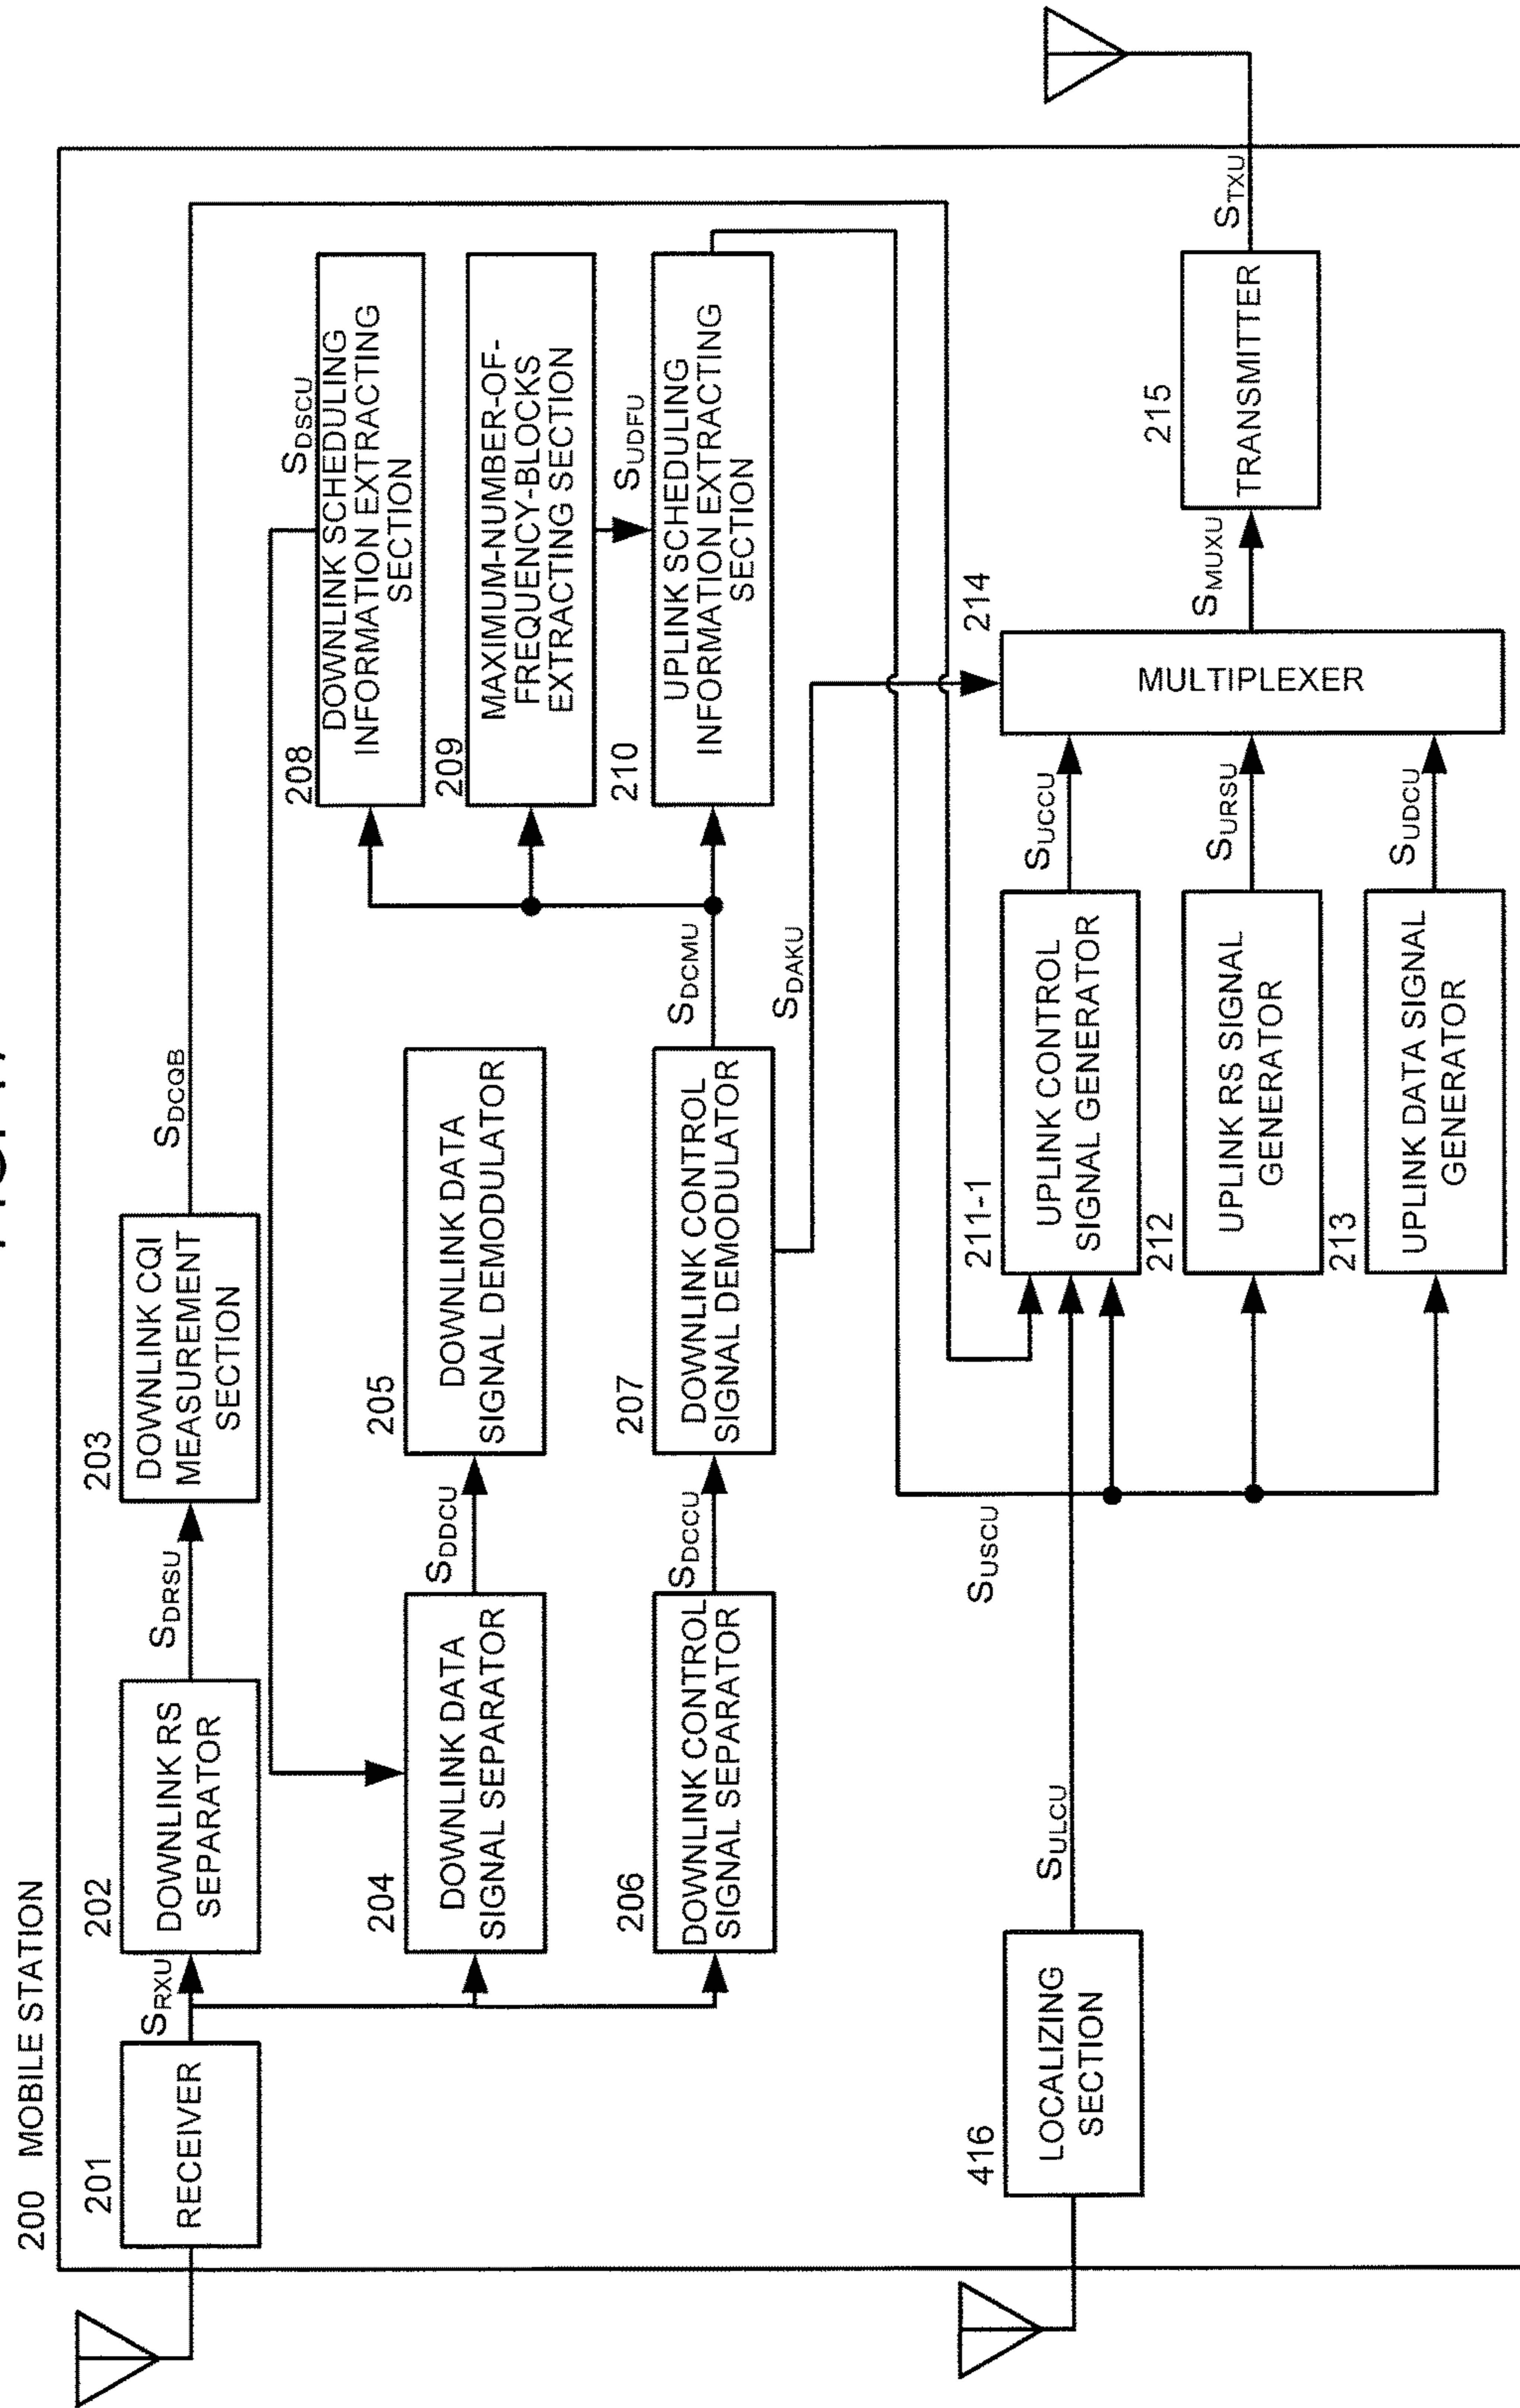 200 MOBILE STATION
201
RECEIVER
SRXU
202
DOWNLINK RS
SEPARATOR
SDRSU
203
DOWNLINK CQI
MEASUREMENT
SECTION
SDCQB
204
DOWNLINK DATA
SIGNAL SEPARATOR
SDDCU
205
DOWNLINK DATA
SIGNAL DEMODULATOR
206
DOWNLINK CONTROL
SIGNAL SEPARATOR
SDCCU
207
DOWNLINK CONTROL
SIGNAL DEMODULATOR
SDCMU
SDAKU
208
DOWNLINK SCHEDULING
INFORMATION EXTRACTING
SECTION
SDSCU
209
MAXIMUM-NUMBER-OF-
FREQUENCY-BLOCKS
EXTRACTING SECTION
SUDFU
210
UPLINK SCHEDULING
INFORMATION EXTRACTING
SECTION
416
LOCALIZING
SECTION
SULCU
SUSCU
211-1
UPLINK CONTROL
SIGNAL GENERATOR
SUCCU
212
UPLINK RS SIGNAL
GENERATOR
SURSU
213
UPLINK DATA SIGNAL
GENERATOR
SUDCU
214
MULTIPLEXER
SMUXU
215
TRANSMITTER
STXU